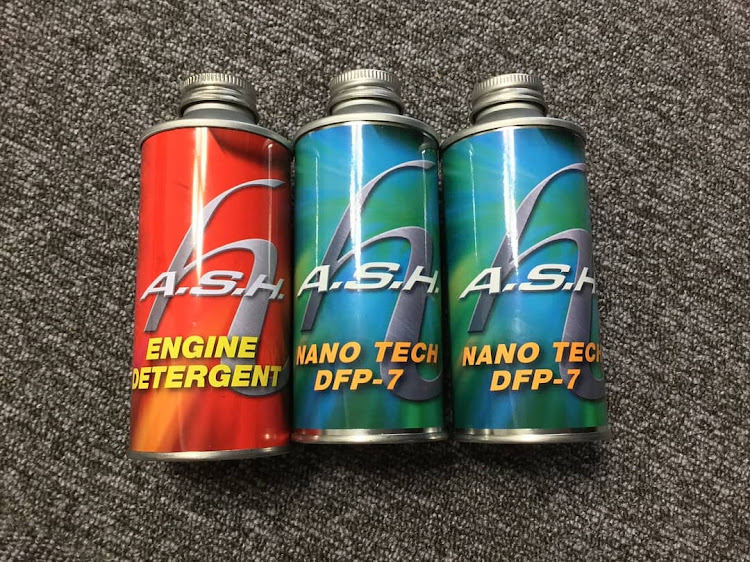 A.S.H.
ENGINE
DETERGENT
A.S.H.
NANO TECH
DFP-7
A.S.H.
NANO TECH
DFP-7